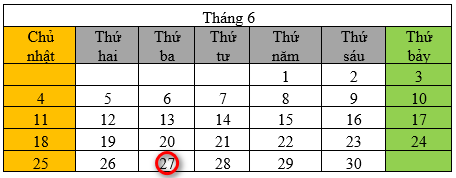 Tháng 6
Chủ nhật Thứ hai Thứ ba Thứ tư Thứ năm Thứ sáu Thứ bảy
1 2 3
4 5 6 7 8 9 10
11 12 13 14 15 16 17
18 19 20 21 22 23 24
25 26 27 28 29 30